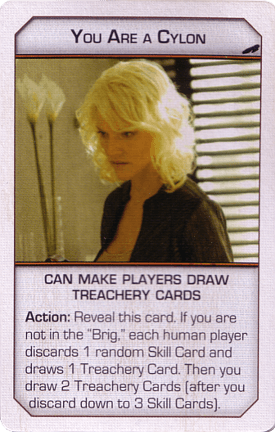 YOU ARE A CYLON
CAN MAKE PLAYERS DRAW
TREACHERY CARDS
Action: Reveal this card. If you are
not in the "Brig," each human player
discards 1 random Skill Card and
draws 1 Treachery Card. Then you
draw 2 Treachery Cards (after you
discard down to 3 Skill Cards).